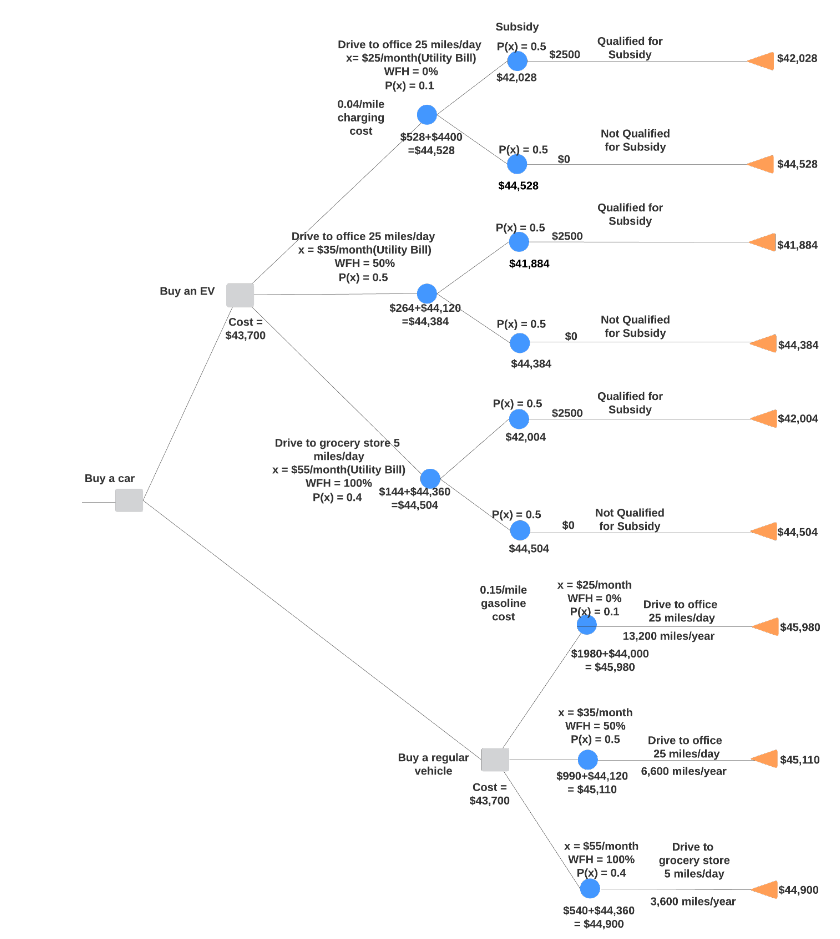 Subsidy
Drive to office 25 miles/day
x= $25/month(Utility Bill)
WFH = 0%
P(x) = 0.1
P(x) = 0.5
$2500
Qualified for
Subsidy
$42,028
$42,028
0.04/mile
charging
cost
$528+$4400
=$44,528
P(x) = 0.5
$0
Not Qualified
for Subsidy
$44,528
$44,528
Drive to office 25 miles/day
x = $35/month(Utility Bill)
WFH = 50%
P(x) = 0.5
P(x) = 0.5
$2500
Qualified for
Subsidy
$41,884
$41,884
Buy an EV
Cost =
$43,700
$264+$44,120
=$44,384
P(x) = 0.5
$0
Not Qualified
for Subsidy
$44,384
$44,384
Drive to grocery store 5
miles/day
x = $55/month(Utility Bill)
WFH = 100%
P(x) = 0.4
P(x) = 0.5
$2500
Qualified for
Subsidy
$42,004
$42,004
Buy a car
$144+$44,360
=$44,504
P(x) = 0.5
$0
Not Qualified
for Subsidy
$44,504
$44,504
0.15/mile
gasoline
cost
x = $25/month
WFH = 0%
P(x) = 0.1
Drive to office
25 miles/day
13,200 miles/year
$45,980
$1980+$44,000
= $45,980
Buy a regular
vehicle
Cost =
$43,700
x = $35/month
WFH = 50%
P(x) = 0.5
Drive to office
25 miles/day
6,600 miles/year
$45,110
$990+$44,120
= $45,110
x = $55/month
WFH = 100%
P(x) = 0.4
Drive to
grocery store
5 miles/day
3,600 miles/year
$44,900
$540+$44,360
= $44,900